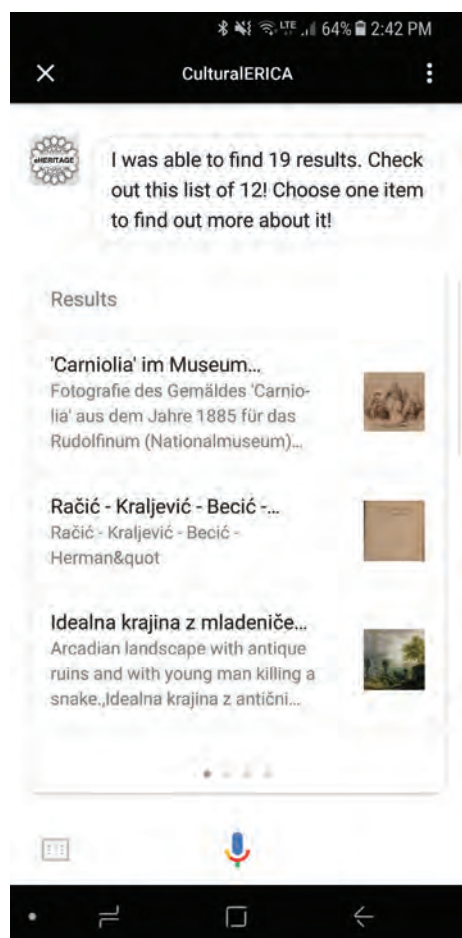 LTE 64% 2:42 PM
CulturalERICA
eHERITAGE
I was able to find 19 results. Check
out this list of 12! Choose one item
to find out more about it!
Results
'Carniolia' im Museum...
Fotografie des Gemäldes 'Carnio-
lia' aus dem Jahre 1885 für das
Rudolfinum (Nationalmuseum)...
Račić - Kraljević - Becić -...
Račić - Kraljević - Becić -
Herman&quot
Idealna krajina z mladeniče...
Arcadian landscape with antique
ruins and with young man killing a
snake.,Idealna krajina z antični...